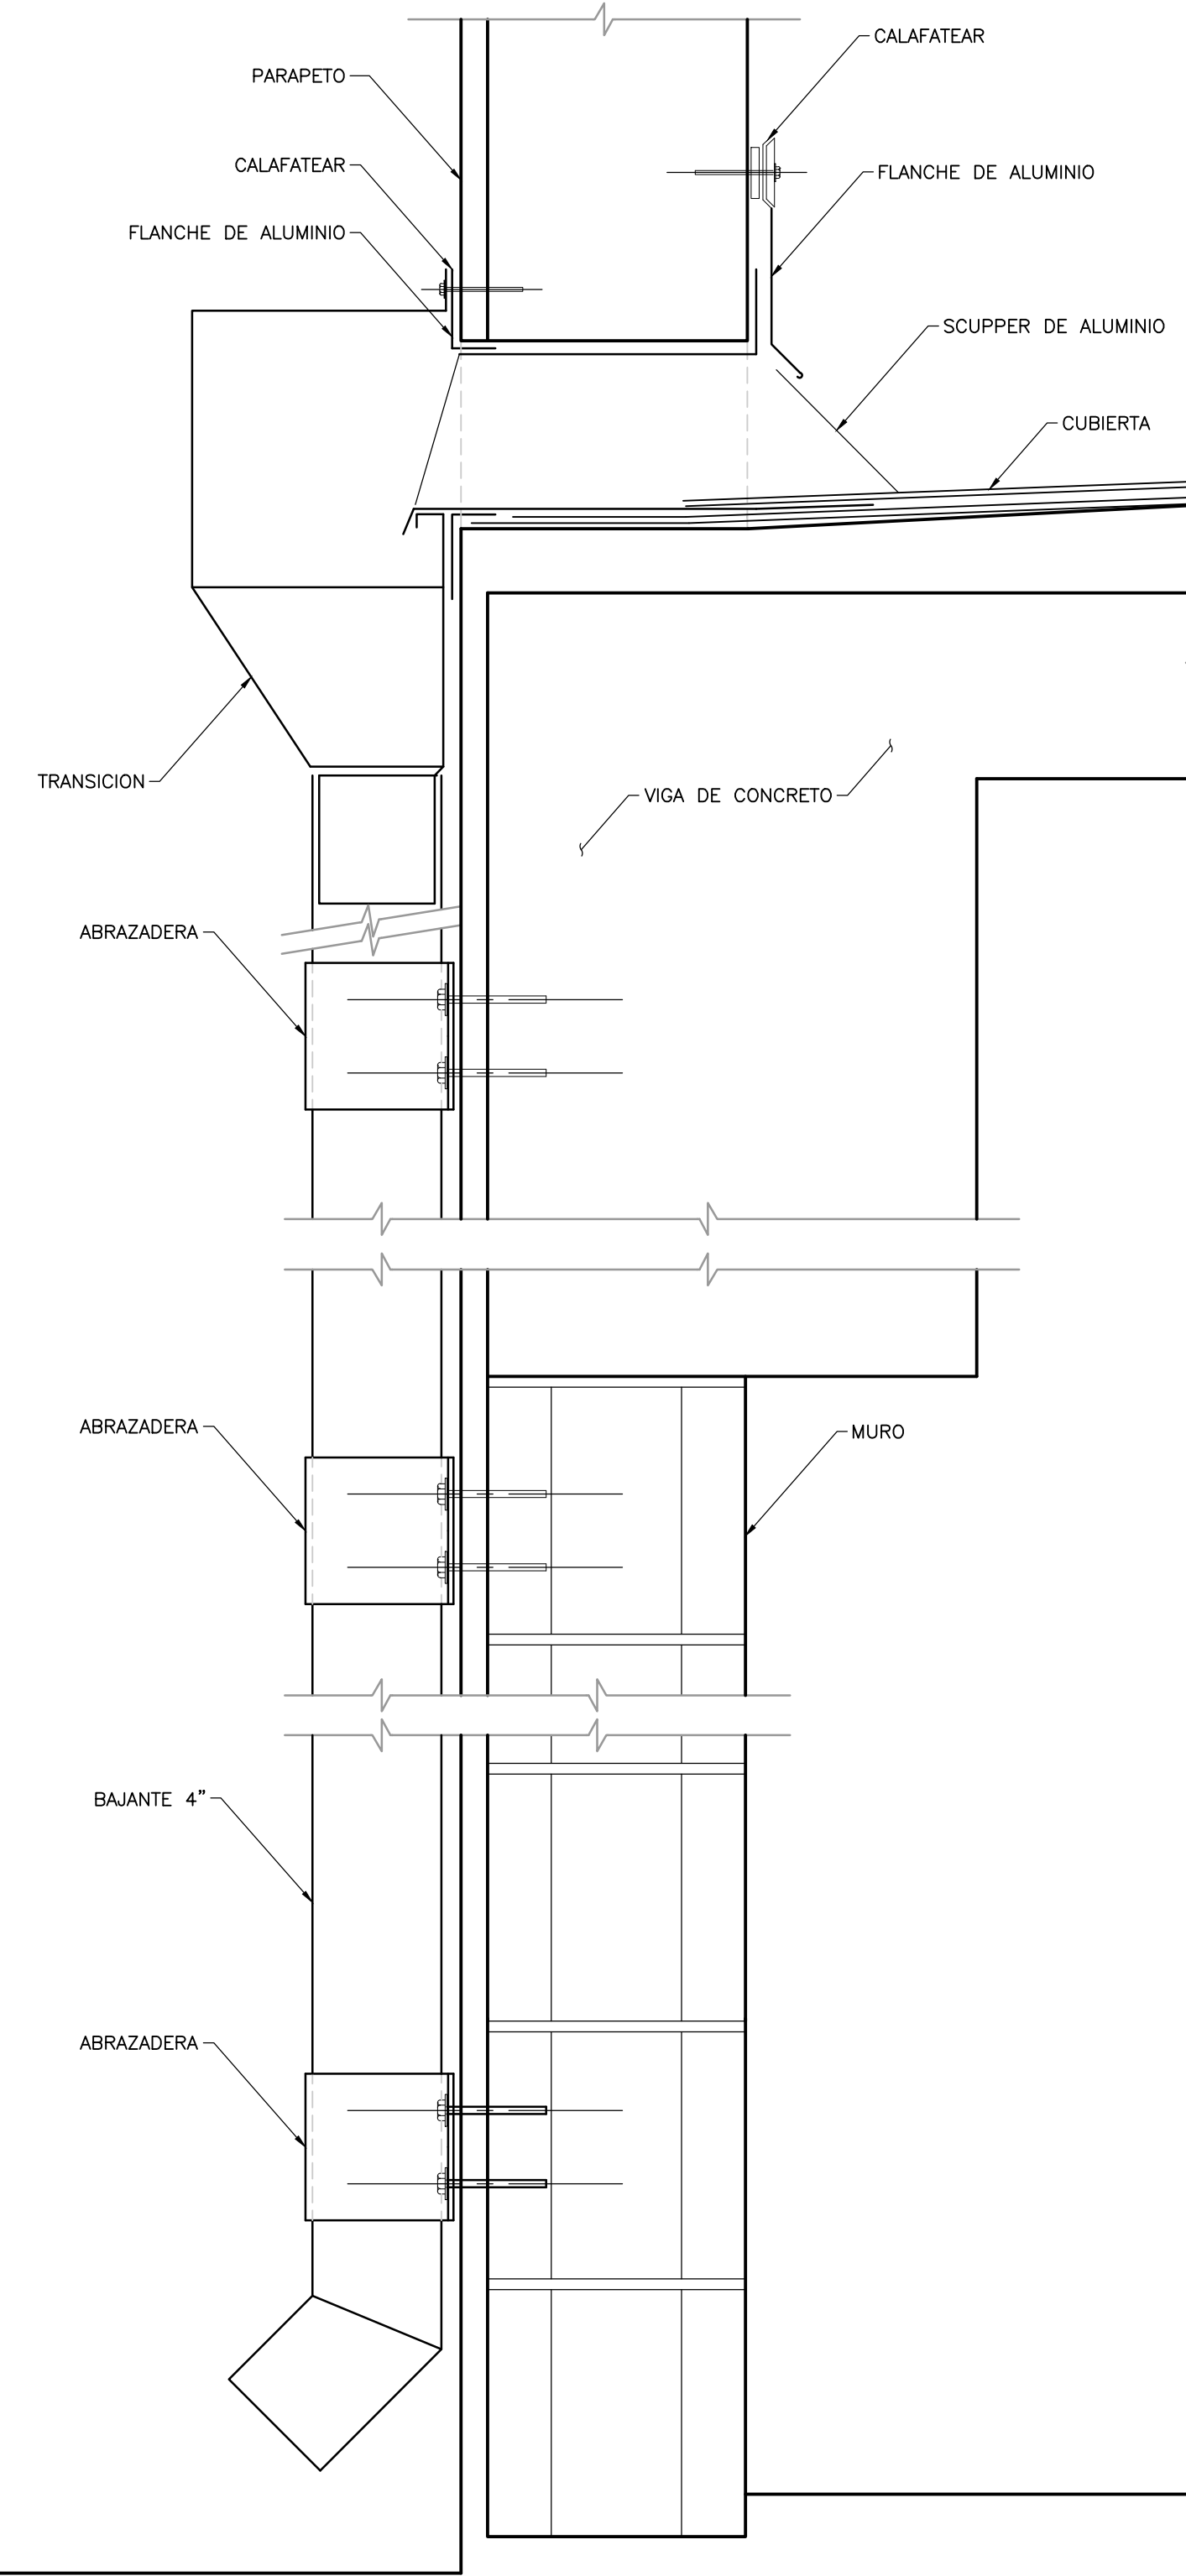 CALAFATEAR
PARAPETO
CALAFATEAR
FLANCHE DE ALUMINIO
FLANCHE DE ALUMINIO
SCUPPER DE ALUMINIO
CUBIERTA
TRANSICION
VIGA DE CONCRETO
ABRAZADERA
ABRAZADERA
MURO
BAJANTE 4”
ABRAZADERA